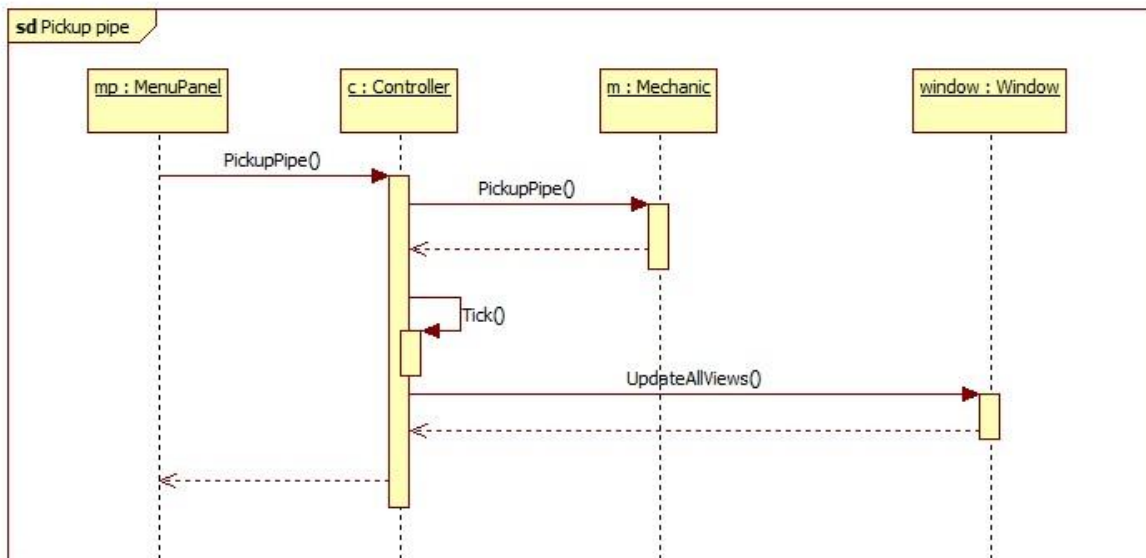 sd Pickup pipe
mp : MenuPanel
c : Controller
m : Mechanic
window : Window
PickupPipe()
PickupPipe()
Tick()
UpdateAllViews()